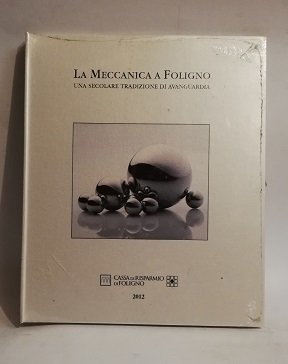 LA MECCANICA A FOLIGNO
UNA SECOLARE TRADIZIONE DI AVANGUARDIA
CASSA DI RISPARMIO
DI FOLIGNO
2012